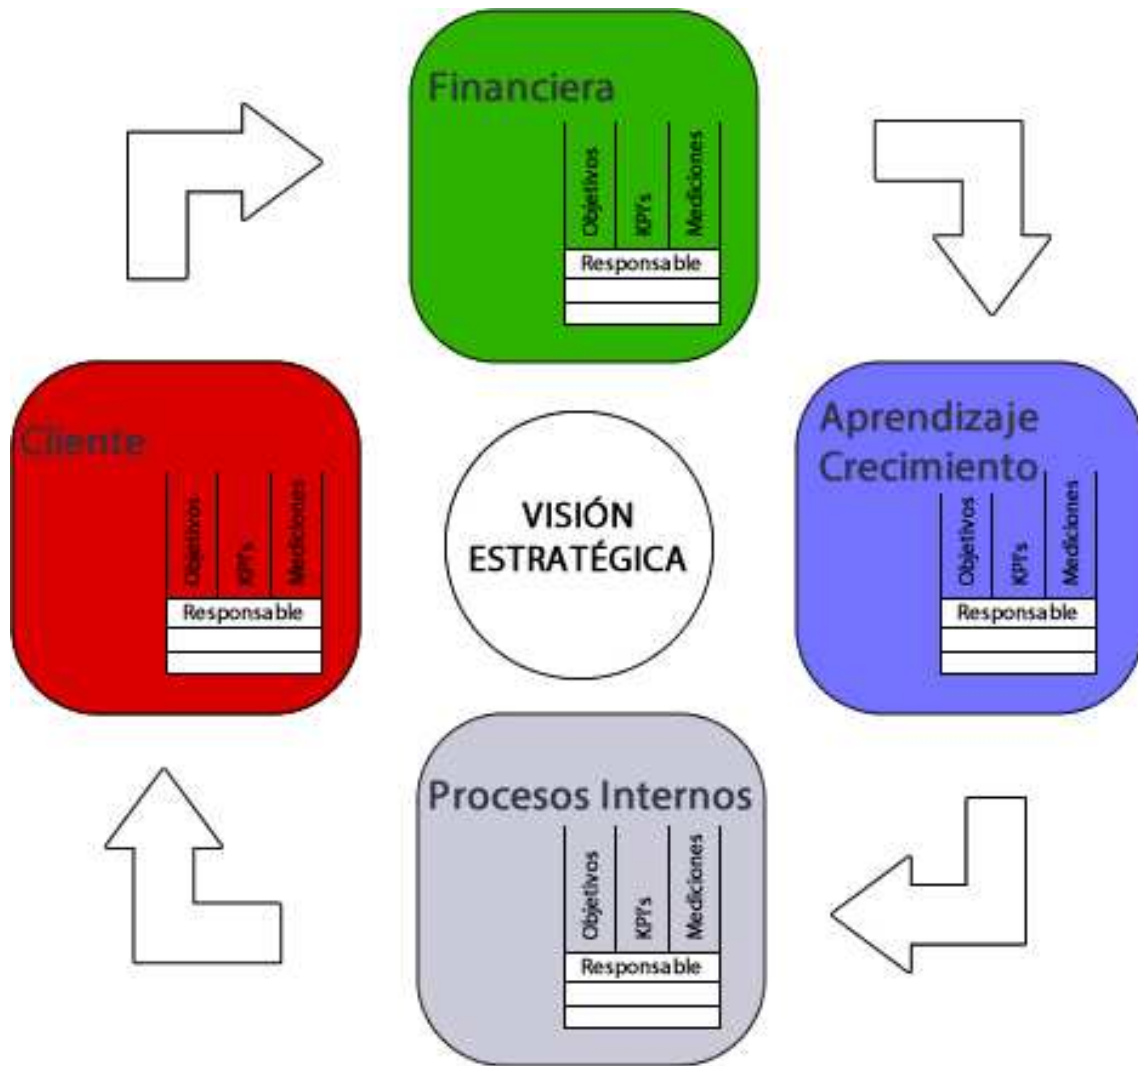 Financiera
Objetivos
KPI's
Mediciones
Responsable
Cliente
Objetivos
KPI's
Mediciones
Responsable
VISIÓN
ESTRATÉGICA
Aprendizaje
Crecimiento
Objetivos
KPI's
Mediciones
Responsable
Procesos Internos
Objetivos
KPI's
Mediciones
Responsable